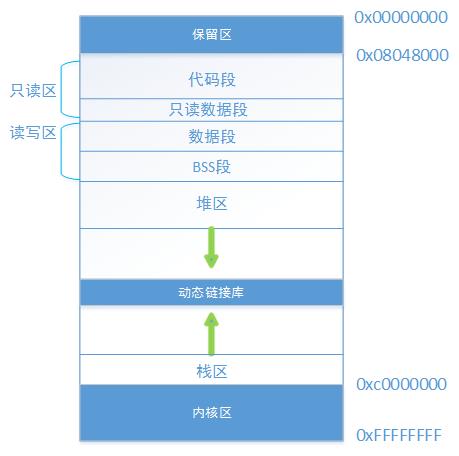 0x00000000
保留区
0x08048000
代码段
只读区
只读数据段
读写区
数据段
BSS段
堆区
动态链接库
栈区
0xc0000000
内核区
0xFFFFFFFF